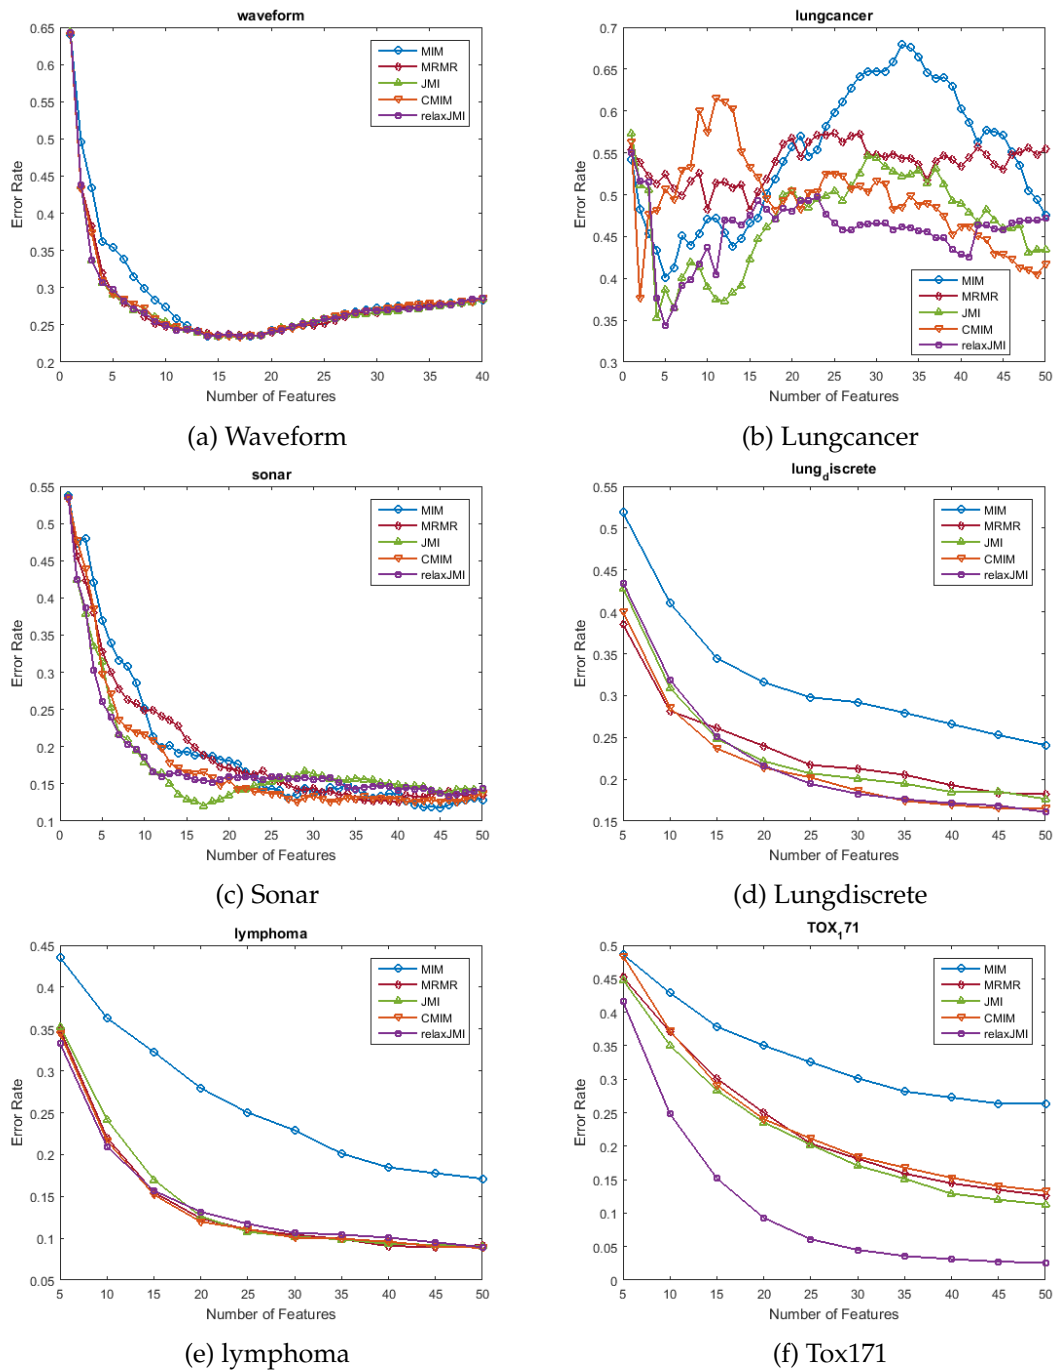 waveform
0.65
0.6
0.55
0.5
0.45
0.4
0.35
0.3
0.25
0.2
Error Rate
0 5 10 15 20 25 30 35 40
Number of Features
MIM
MRMR
JMI
CMIM
relaxJMI
(a) Waveform
lungcancer
0.7
0.65
0.6
0.55
0.5
0.45
0.4
0.35
0.3
Error Rate
0 5 10 15 20 25 30 35 40 45 50
Number of Features
MIM
MRMR
JMI
CMIM
relaxJMI
(b) Lungcancer
sonar
0.55
0.5
0.45
0.4
0.35
0.3
0.25
0.2
0.15
0.1
Error Rate
0 5 10 15 20 25 30 35 40 45 50
Number of Features
MIM
MRMR
JMI
CMIM
relaxJMI
(c) Sonar
lung_discrete
0.55
0.5
0.45
0.4
0.35
0.3
0.25
0.2
0.15
Error Rate
5 10 15 20 25 30 35 40 45 50
Number of Features
MIM
MRMR
JMI
CMIM
relaxJMI
(d) Lungdiscrete
lymphoma
0.45
0.4
0.35
0.3
0.25
0.2
0.15
0.1
0.05
Error Rate
5 10 15 20 25 30 35 40 45 50
Number of Features
MIM
MRMR
JMI
CMIM
relaxJMI
(e) lymphoma
TOX_171
0.5
0.45
0.4
0.35
0.3
0.25
0.2
0.15
0.1
0.05
0
Error Rate
5 10 15 20 25 30 35 40 45 50
Number of Features
MIM
MRMR
JMI
CMIM
relaxJMI
(f) Tox171